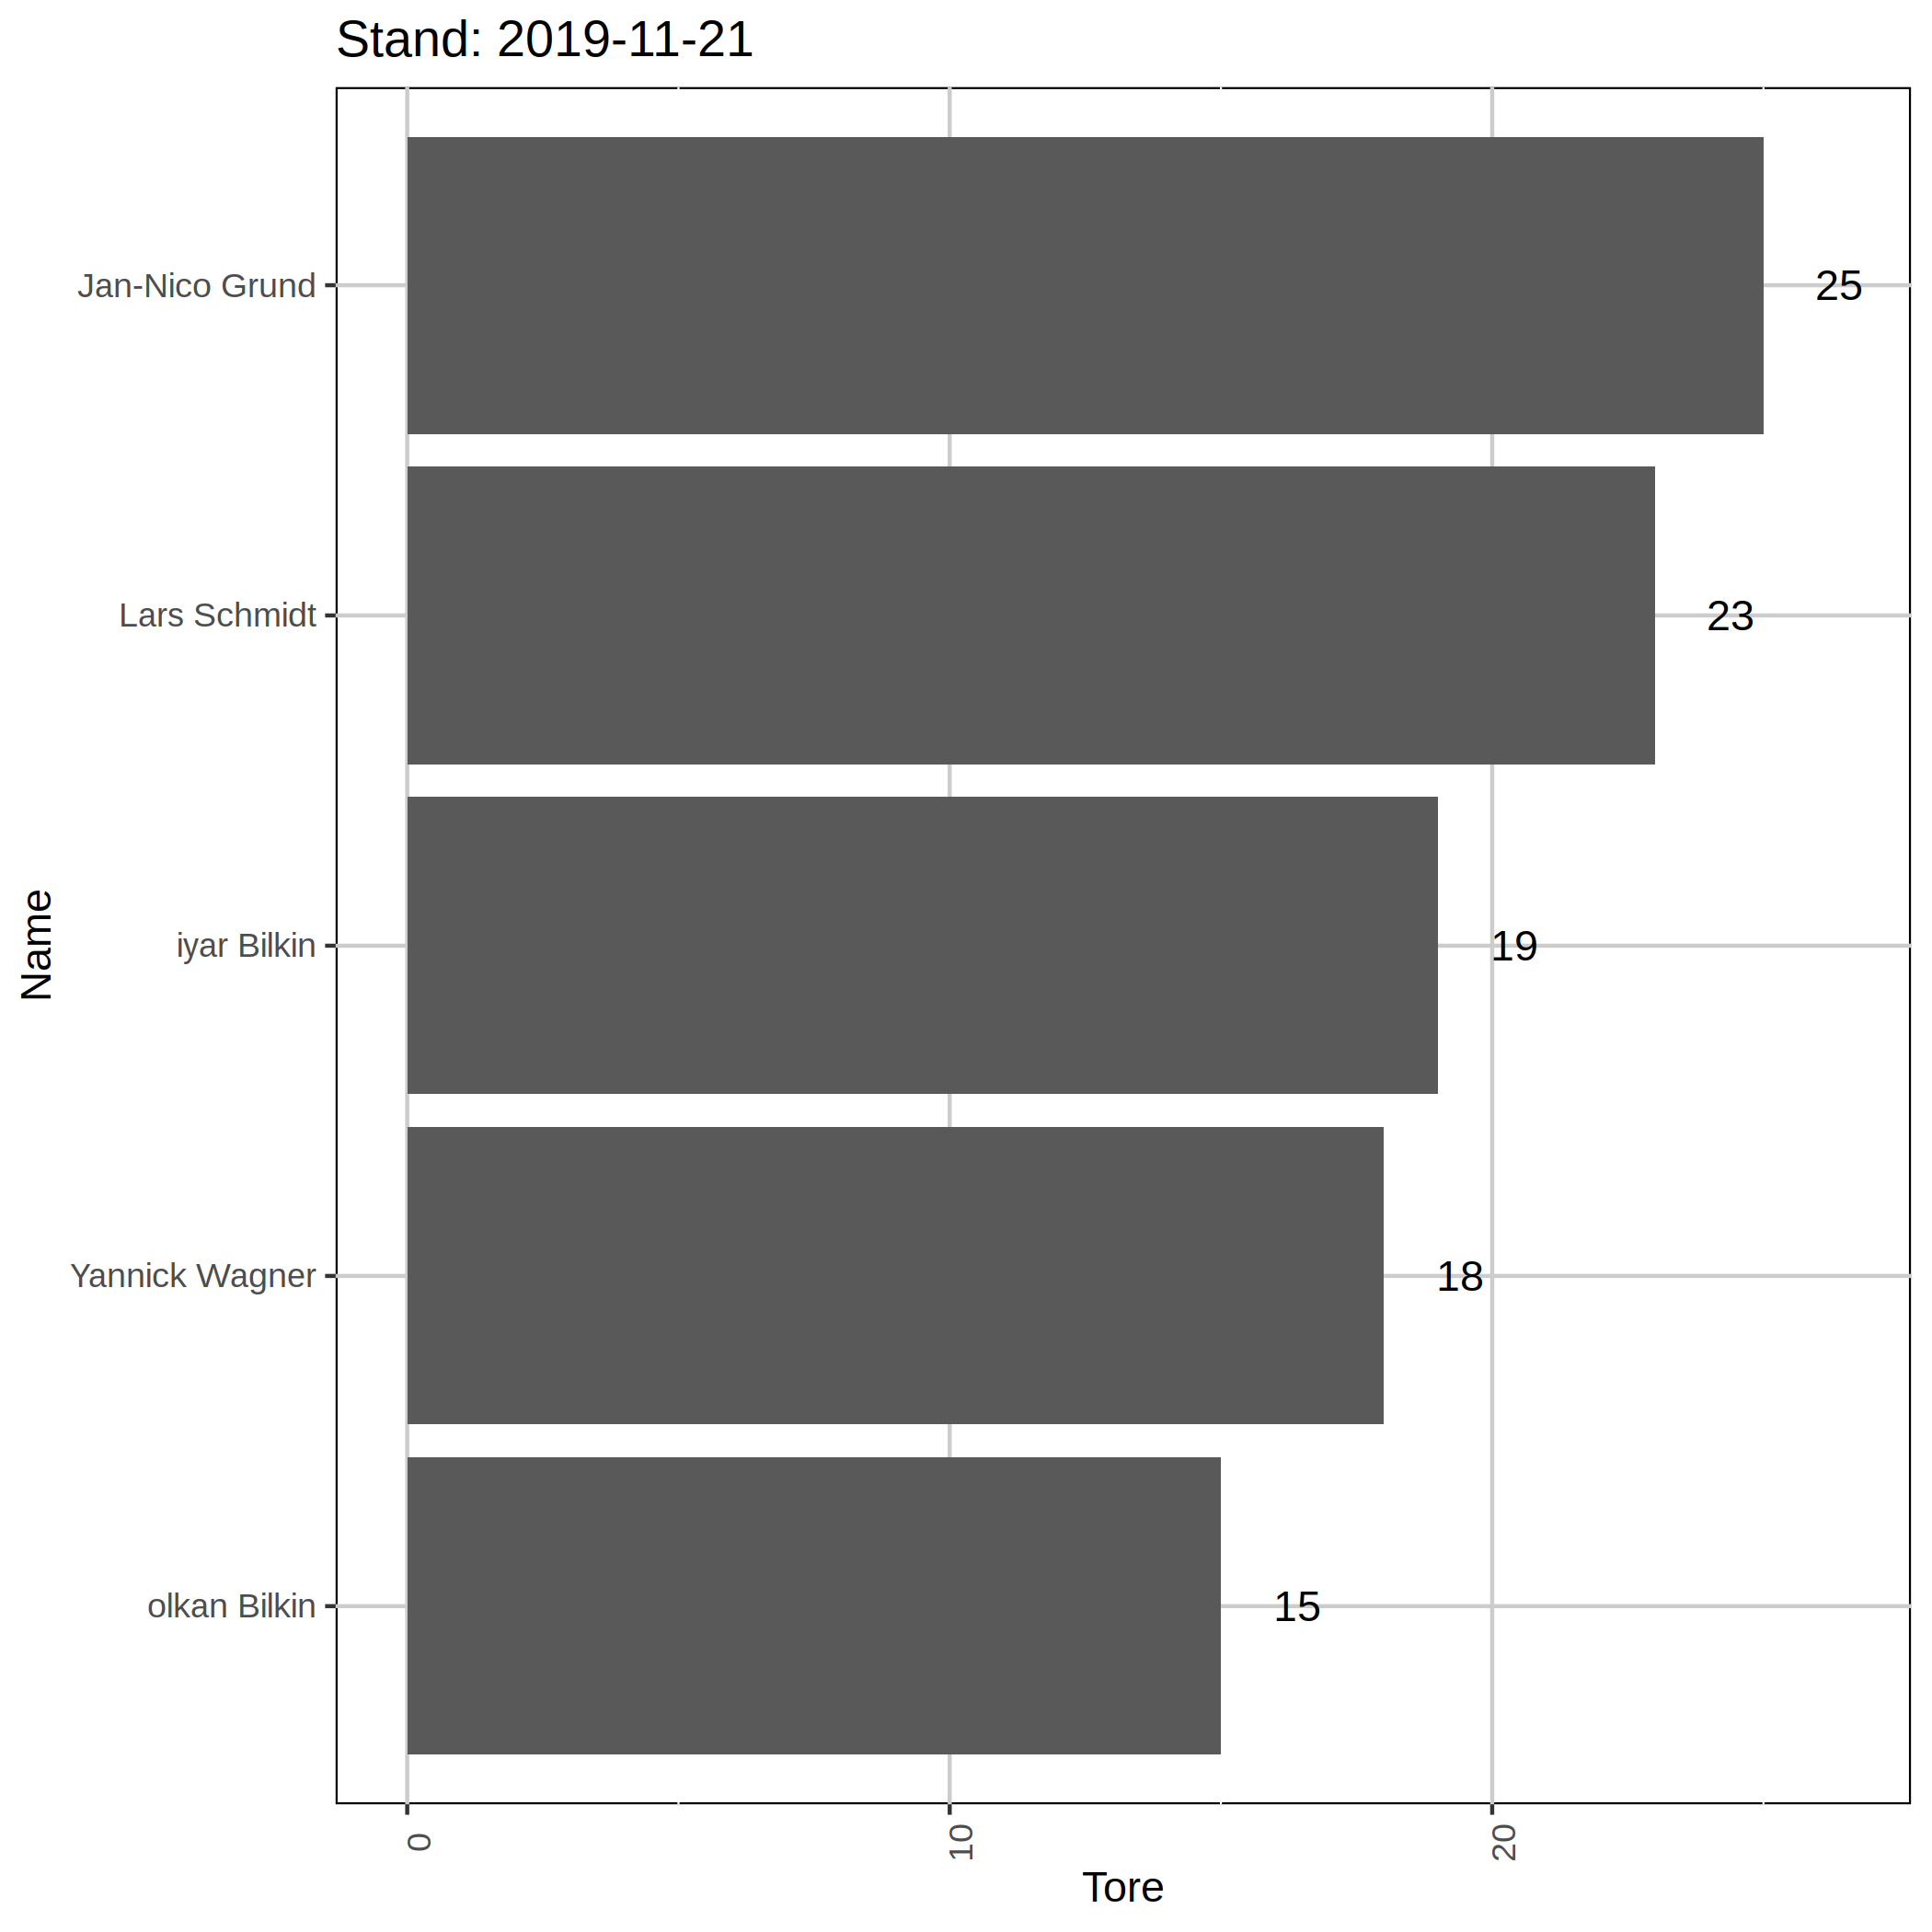 Stand: 2019-11-21
Jan-Nico Grund
25
Lars Schmidt
23
iyar Bilkin
19
Yannick Wagner
18
olkan Bilkin
15
Name
0
10
20
Tore